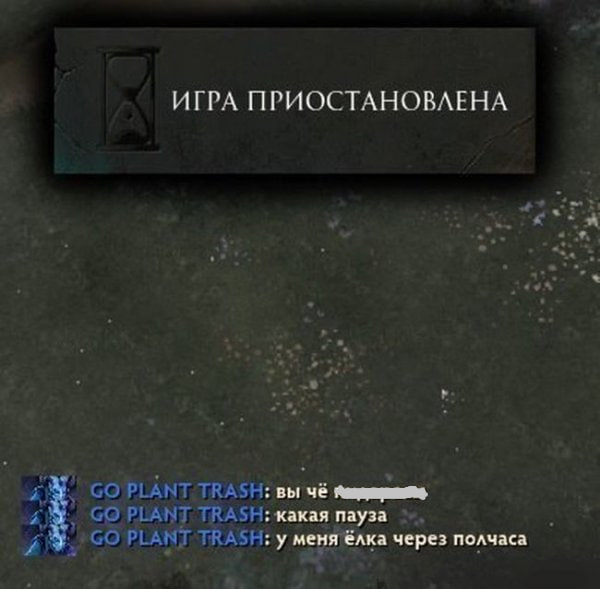 ИГРА ПРИОСТАНОВЛЕНА
GO PLANT TRASH: вы чё
GO PLANT TRASH: какая пауза
GO PLANT TRASH: у меня ёлка через полчаса